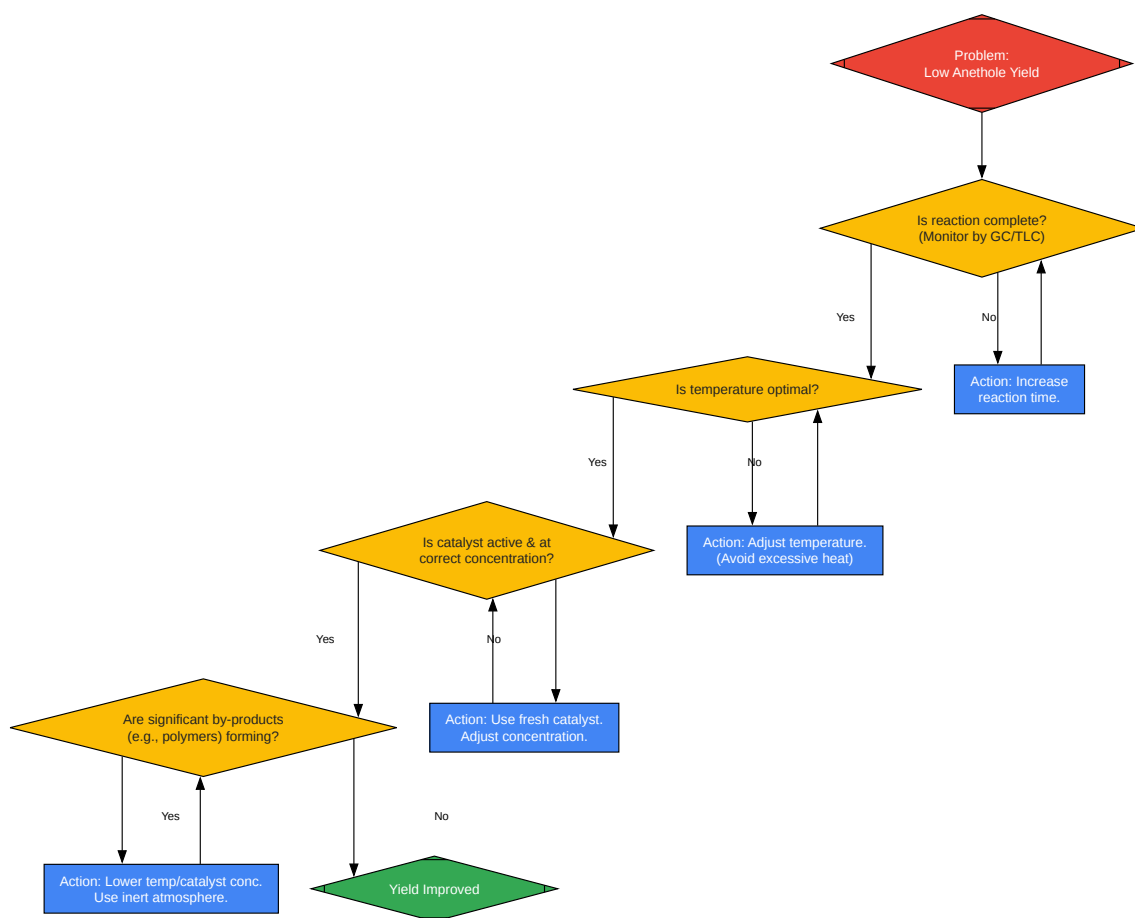 Problem:
Low Anethole Yield
Is reaction complete?
(Monitor by GC/TLC)
Yes
No
Action: Increase
reaction time.
Is temperature optimal?
Yes
No
Action: Adjust temperature.
(Avoid excessive heat)
Is catalyst active & at
correct concentration?
Yes
No
Action: Use fresh catalyst.
Adjust concentration.
Are significant by-products
(e.g., polymers) forming?
Yes
No
Action: Lower temp/catalyst conc.
Use inert atmosphere.
Yield Improved